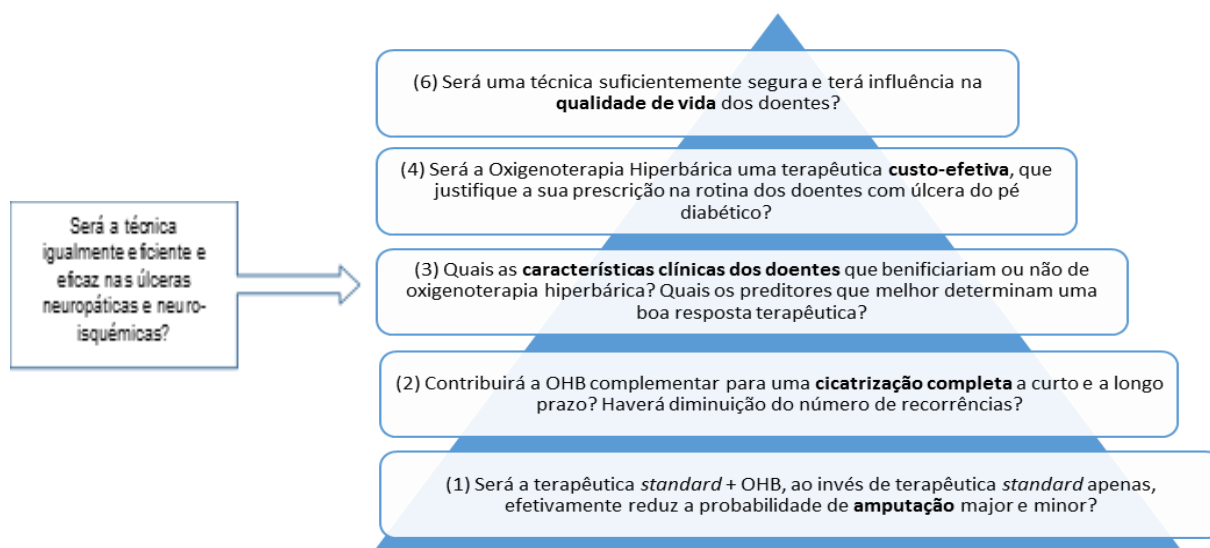 (6) Será uma técnica suficientemente segura e terá influência na
qualidade de vida dos doentes?
(4) Será a Oxigenoterapia Hiperbárica uma terapêutica custo-efetiva, que
justifique a sua prescrição na rotina dos doentes com úlcera do pé
diabético?
Será a técnica
igualmente eficiente e
eficaz nas úlceras
neuropáticas e neuro-
isquémicas?
(3) Quais as características clínicas dos doentes que benificiariam ou não de
oxigenoterapia hiperbárica? Quais os preditores que melhor determinam uma
boa resposta terapêutica?
(2) Contribuirá a OHB complementar para uma cicatrização completa a curto e a longo
prazo? Haverá diminuição do número de recorrências?
(1) Será a terapêutica standard + OHB, ao invés de terapêutica standard apenas,
efetivamente reduz a probabilidade de amputação major e minor?